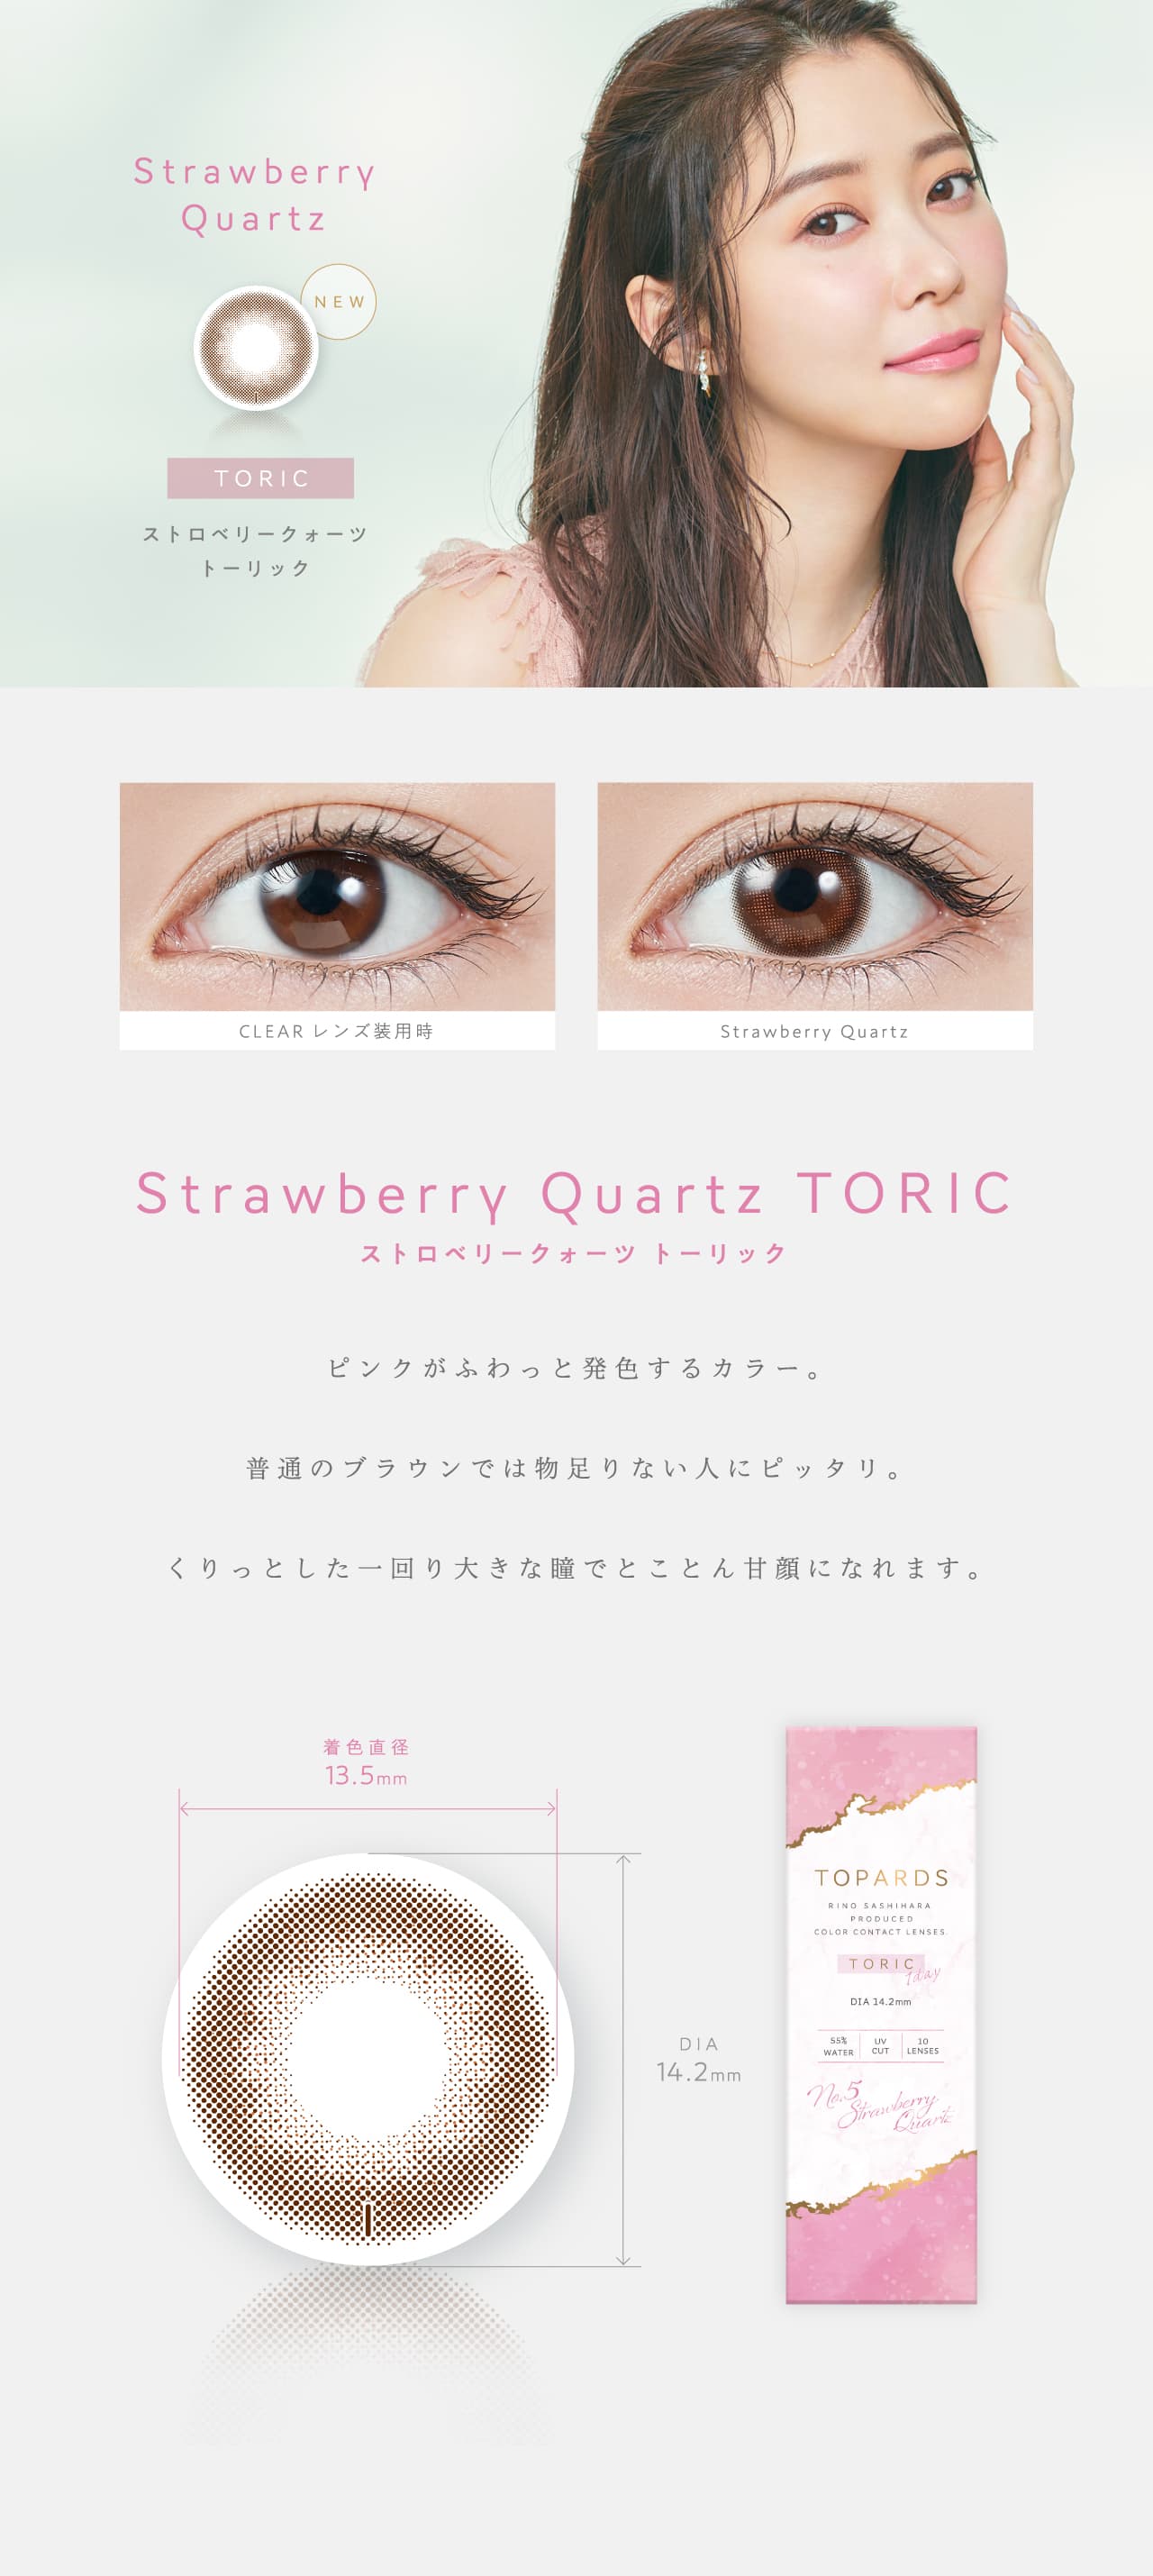 Strawberry
Quartz
NEW
TORIC
ストロベリークォーツ
トーリック
CLEAR レンズ装用時
Strawberry Quartz
Strawberry Quartz TORIC
ストロベリークォーツ トーリック
ピンクがふわっと発色するカラー。
普通のブラウンでは物足りない人にピッタリ。
くりっとした一回り大きな瞳でとことん甘顔になれます。
着色直径
13.5mm
DIA
14.2mm
TOPARDS
RINO SASHIHARA
PRODUCED
COLOR CONTACT LENSES
TORIC
1day
DIA 14.2mm
55% WATER
UV CUT
10 LENSES
No.5
Strawberry
Quartz